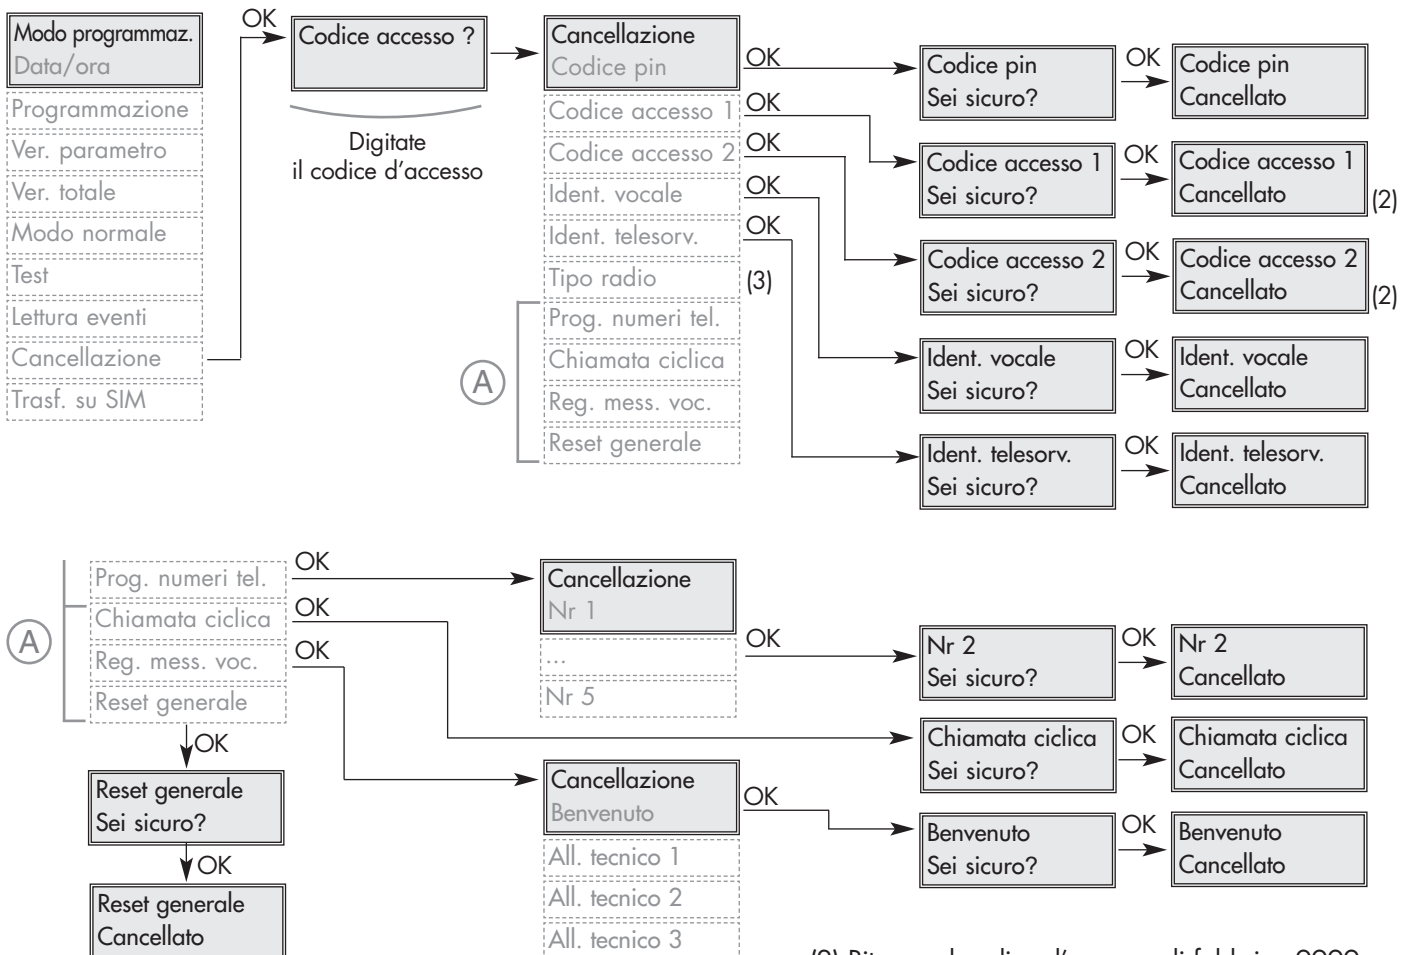 Modo programmaz.
Data/ora
Programmazione
Ver. parametro
Ver. totale
Modo normale
Test
Lettura eventi
Cancellazione
Trasf. su SIM
OK
Codice accesso ?
Digitate
il codice d'accesso
Cancellazione
Codice pin
Codice accesso 1
Codice accesso 2
Ident. vocale
Ident. telesorv.
Tipo radio
(3)
Prog. numeri tel.
Chiamata ciclica
Reg. mess. voc.
Reset generale
A
OK
OK
OK
OK
OK
Codice pin
Sei sicuro?
OK
Codice pin
Cancellato
Codice accesso 1
Sei sicuro?
OK
Codice accesso 1
Cancellato
(2)
Codice accesso 2
Sei sicuro?
OK
Codice accesso 2
Cancellato
(2)
Ident. vocale
Sei sicuro?
OK
Ident. vocale
Cancellato
Ident. telesorv.
Sei sicuro?
OK
Ident. telesorv.
Cancellato
A
Prog. numeri tel.
Chiamata ciclica
Reg. mess. voc.
Reset generale
OK
OK
OK
OK
Reset generale
Sei sicuro?
OK
Reset generale
Cancellato
Cancellazione
Nr 1
...
Nr 5
OK
Nr 2
Sei sicuro?
OK
Nr 2
Cancellato
Chiamata ciclica
Sei sicuro?
OK
Chiamata ciclica
Cancellato
Cancellazione
Benvenuto
All. tecnico 1
All. tecnico 2
All. tecnico 3
OK
Benvenuto
Sei sicuro?
OK
Benvenuto
Cancellato